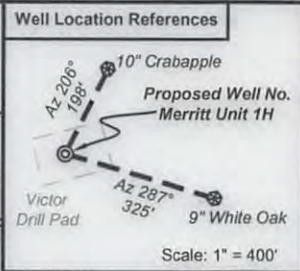 Well Location References
10" Crabapple
Az 206°
198'
Proposed Well No.
Merritt Unit 1H
Az 287°
325'
Victor
Drill Pad
9" White Oak
Scale: 1" = 400'